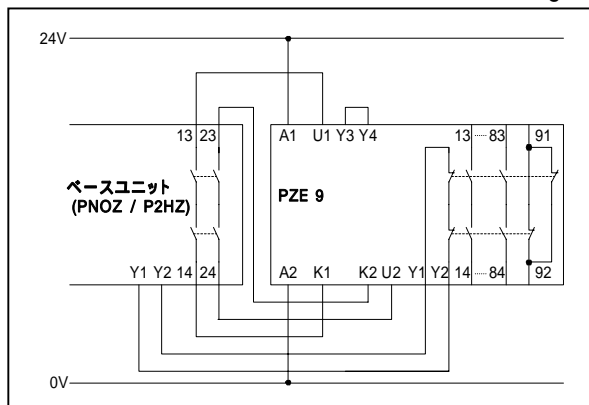 24V
13 23
A1 U1 Y3 Y4 13 83 91
ベースユニット
(PNOZ / P2HZ)
PZE 9
Y1 Y2 14 24
A2 K1 K2 U2 Y1 Y2 14 84 92
0V